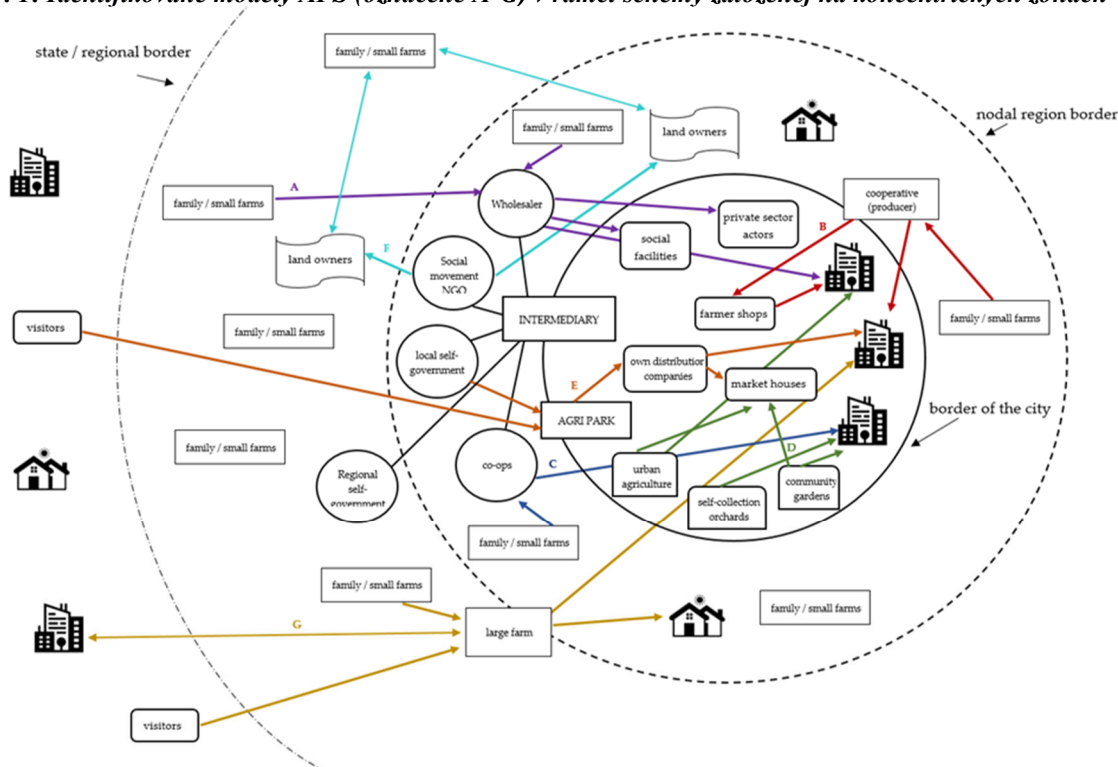 state / regional border
family / small farms
nodal region border
family / small farms
land owners
A
family / small farms
Wholesaler
cooperative
(producer)
private sector
actors
B
social
facilities
F
land owners
Social
movement
NGO
INTERMEDIARY
farmer shops
family / small farms
visitors
family / small farms
local self-
government
own distribution
companies
E
market houses
AGRI PARK
border of the city
family / small farms
D
co-ops
C
urban
agriculture
community
gardens
Regional
self-
government
self-collection
orchards
family / small farms
family / small farms
family / small farms
G
large farm
visitors